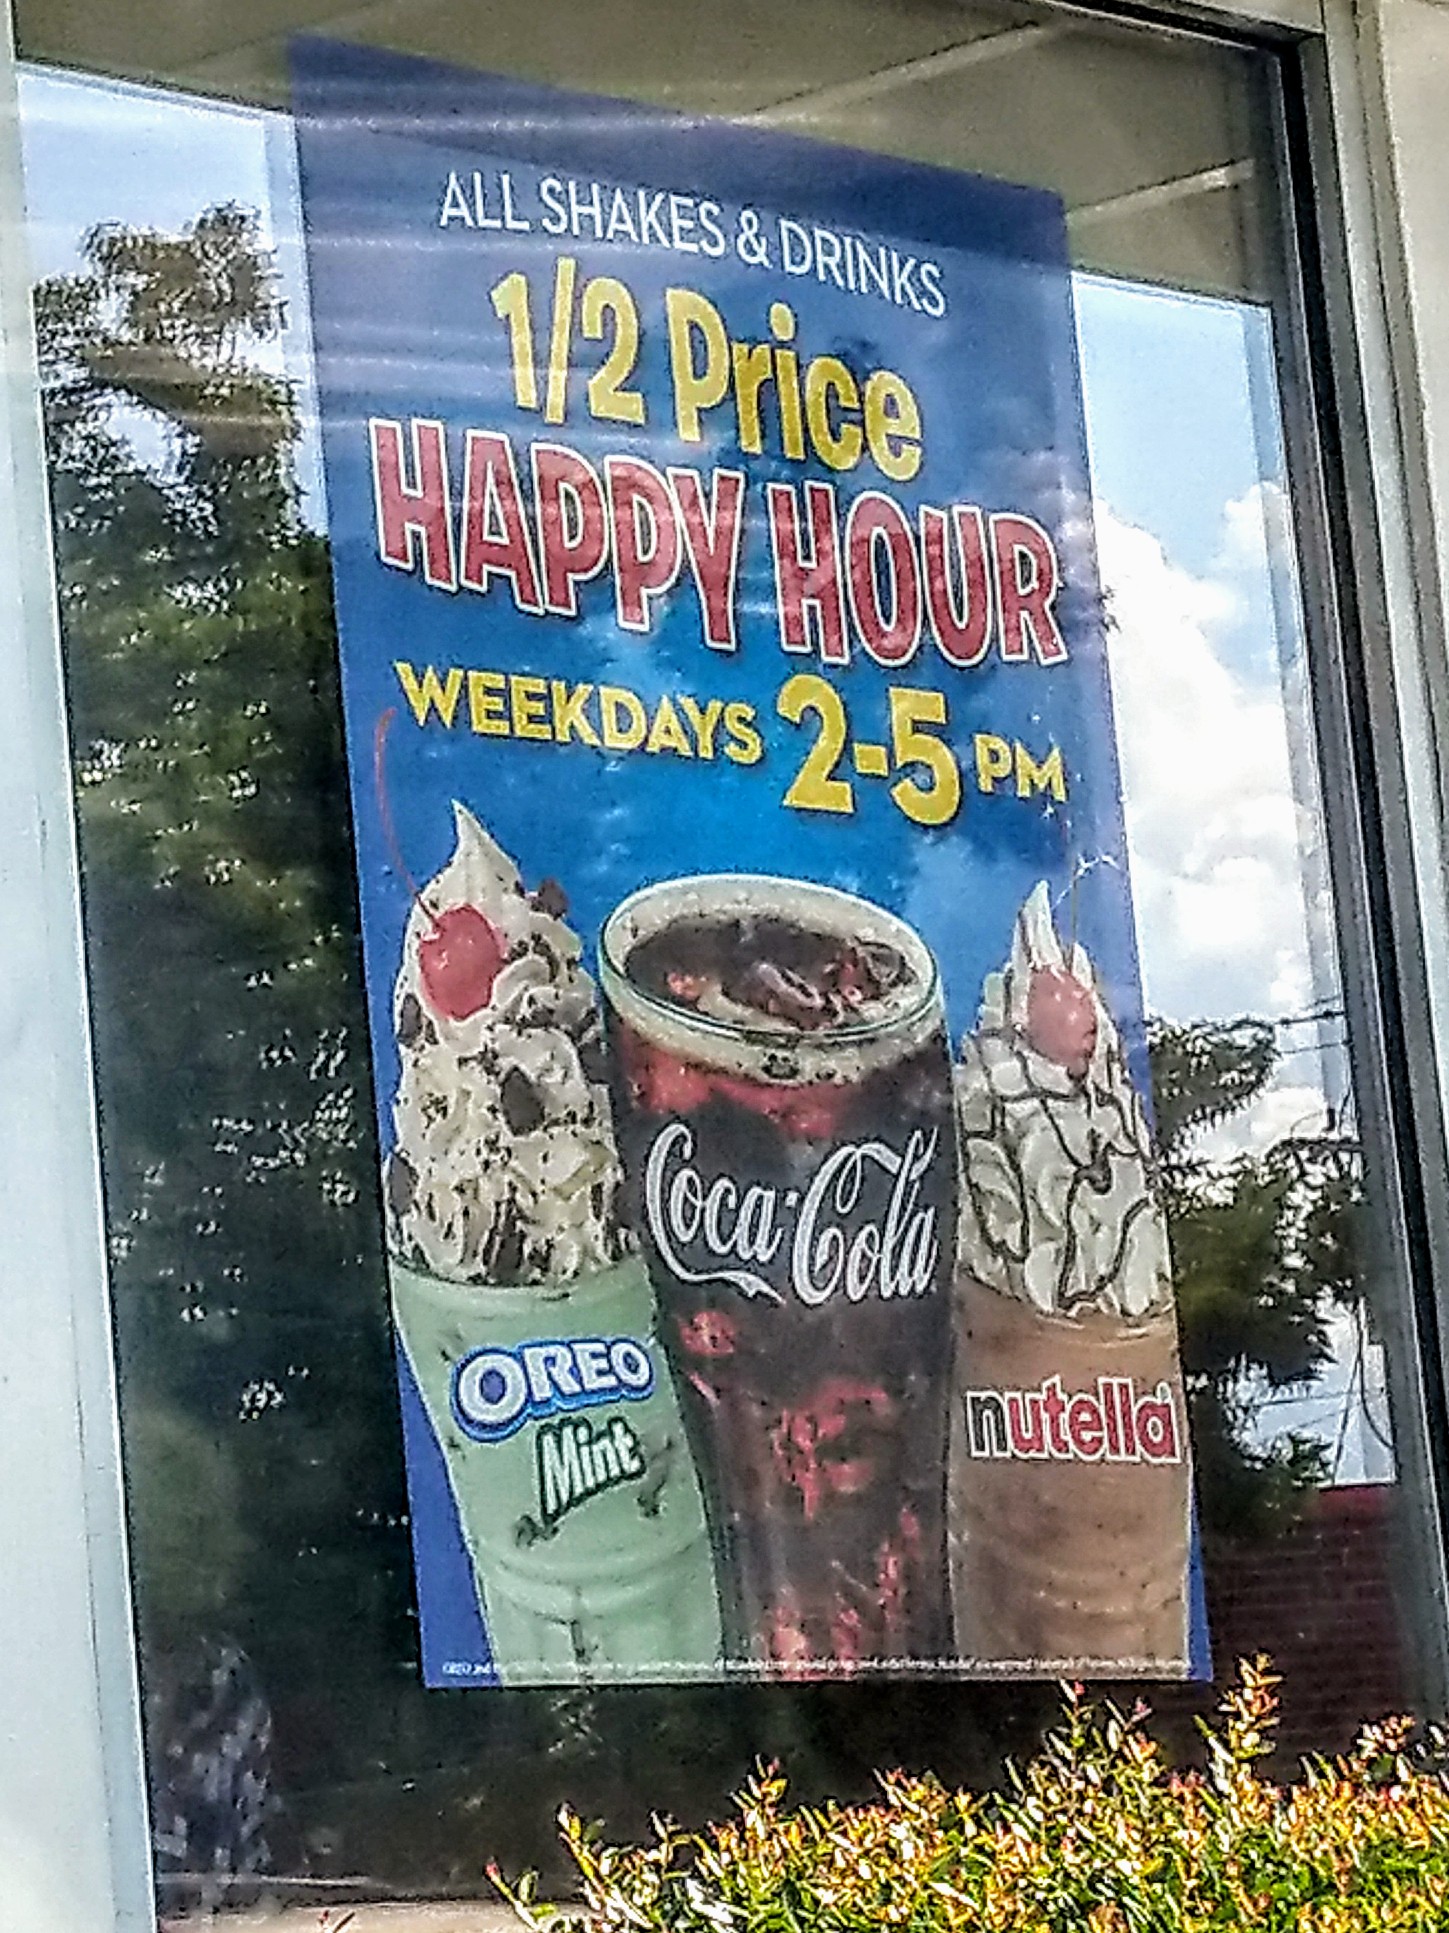 ALL SHAKES & DRINKS
1/2 Price
HAPPY HOUR
WEEKDAYS 2-5 PM
Coca-Cola
OREO
Mint
nutella